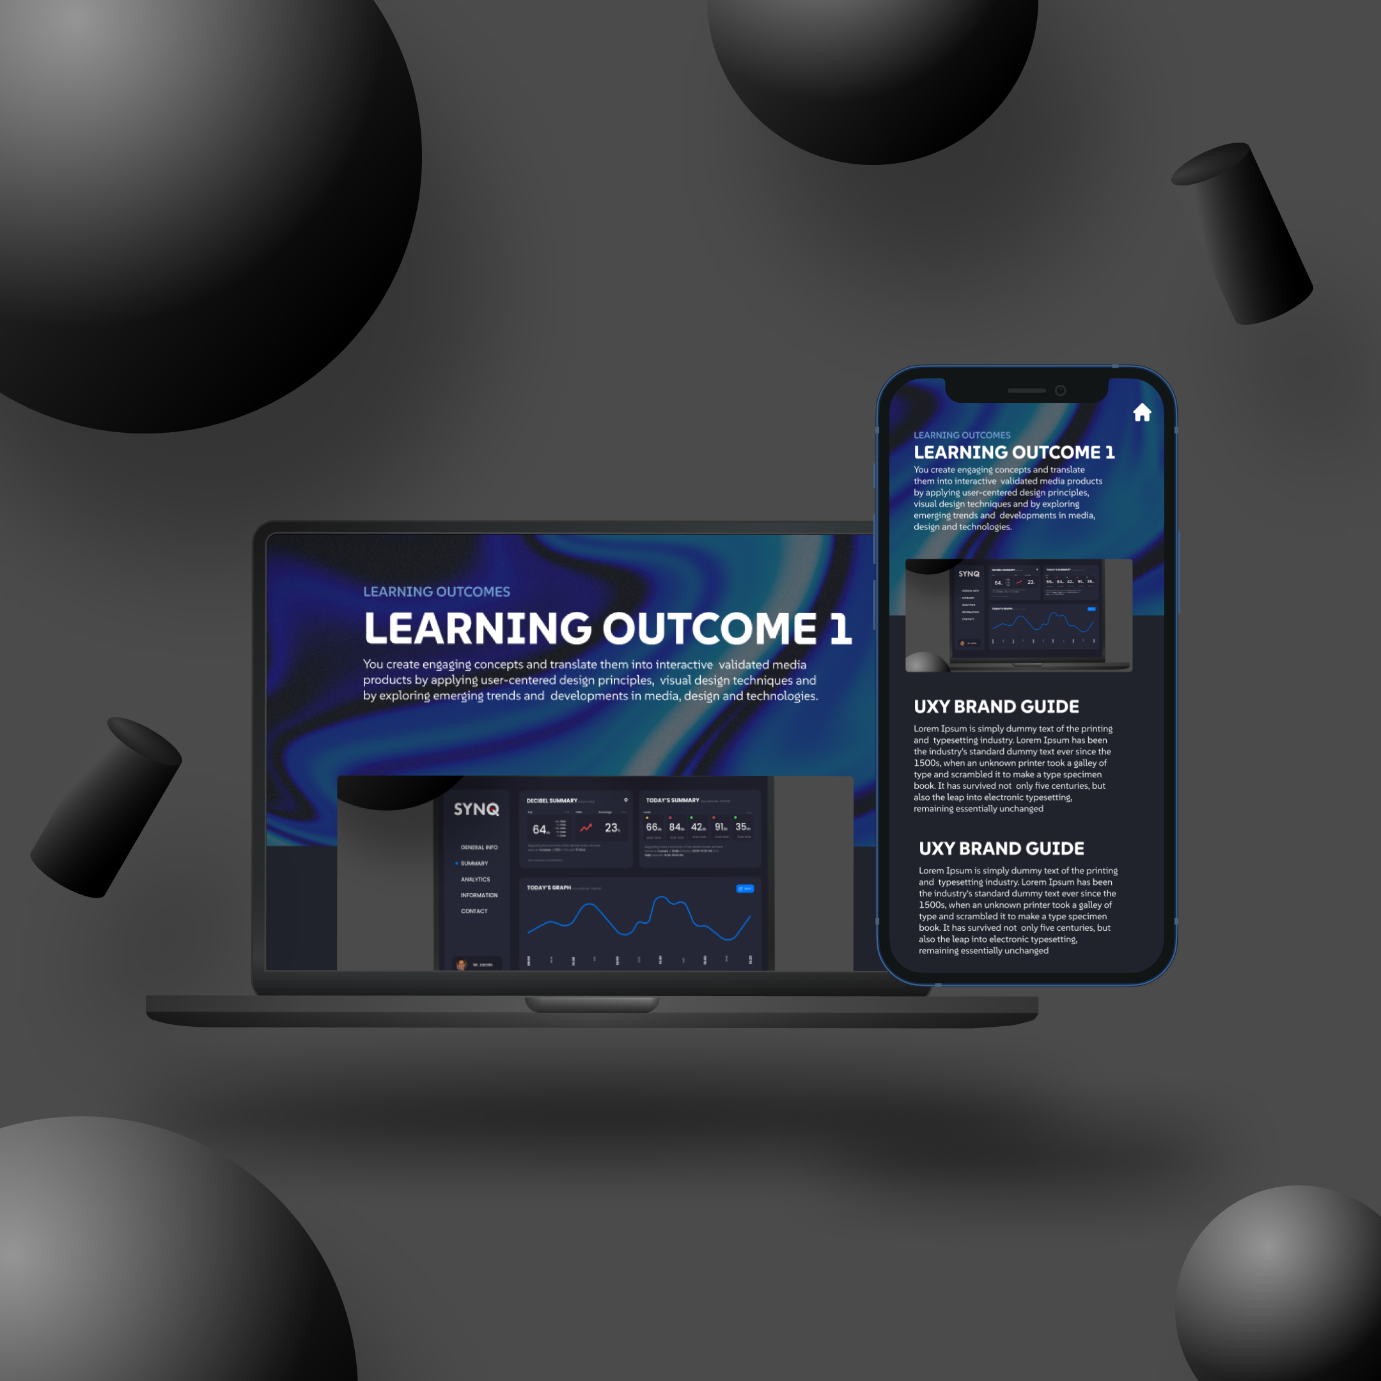 LEARNING OUTCOMES
LEARNING OUTCOME 1
You create engaging concepts and translate them into interactive validated media
products by applying user-centered design principles, visual design techniques and
by exploring emerging trends and developments in media, design and technologies.
SYNQ
GENERAL INFO
SUMMARY
ANALYTICS
INFORMATION
CONTACT
DECIBEL SUMMARY
64
23
TODAY'S SUMMARY
66 84 42 91 35
TODAY'S GRAPH
LEARNING OUTCOMES
LEARNING OUTCOME 1
You create engaging concepts and translate
them into interactive validated media products
by applying user-centered design principles,
visual design techniques and by exploring
emerging trends and developments in media,
design and technologies.
SYNQ
UXY BRAND GUIDE
Lorem Ipsum is simply dummy text of the printing
and typesetting industry. Lorem Ipsum has been
the industry's standard dummy text ever since the
1500s, when an unknown printer took a galley of
type and scrambled it to make a type specimen
book. It has survived not only five centuries, but
also the leap into electronic typesetting,
remaining essentially unchanged
UXY BRAND GUIDE
Lorem Ipsum is simply dummy text of the printing
and typesetting industry. Lorem Ipsum has been
the industry's standard dummy text ever since the
1500s, when an unknown printer took a galley of
type and scrambled it to make a type specimen
book. It has survived not only five centuries, but
also the leap into electronic typesetting,
remaining essentially unchanged